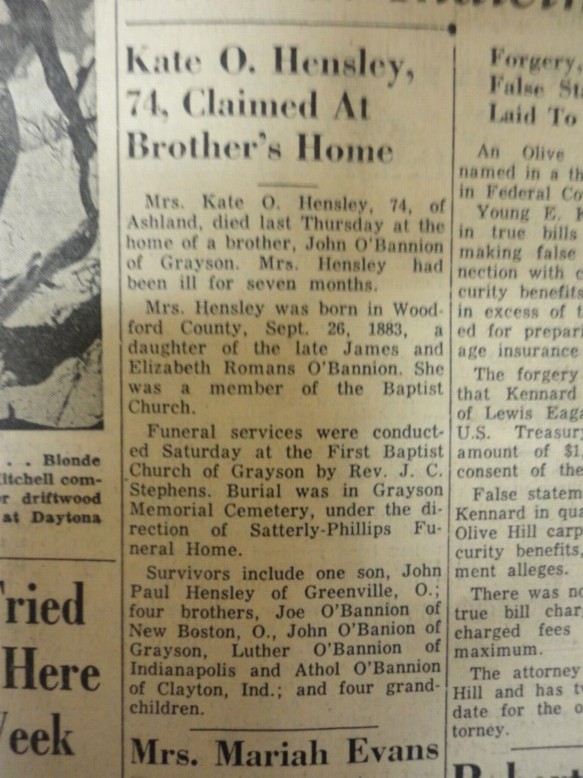 Kate O. Hensley,
74, Claimed At
Brother's Home
Mrs. Kate O. Hensley, 74, of
Ashland, died last Thursday at the
home of a brother, John O'Bannion
of Grayson. Mrs. Hensley had
been ill for seven months.
Mrs. Hensley was born in Wood-
ford County, Sept. 26, 1883, a
daughter of the late James and
Elizabeth Romans O'Bannion. She
was a member of the Baptist
Church.
Funeral services were conduct-
ed Saturday at the First Baptist
Church of Grayson by Rev. J. C.
Stephens. Burial was in Grayson
Memorial Cemetery, under the di-
rection of Satterly-Phillips Fu-
neral Home.
Survivors include one son, John
Paul Hensley of Greenville, O.;
four brothers, Joe O'Bannion of
New Boston, O., John O'Banion of
Grayson, Luther O'Bannion of
Indianapolis and Athol O'Bannion
of Clayton, Ind.; and four grand-
children.
Mrs. Mariah Evans
. . Blonde
com-
driftwood
at Daytona
Here
Forgery,
False
Laid To
An Olive
named in a
in Federal
Young E.
in true bills
making false
nection with
curity benefits
in excess of
ed for
age insurance
The forgery
that Kennard
of Lewis
U.S.
amount of
consent of the
False
Kennard in
Olive Hill
curity benefits,
ment alleges.
There was
true bill
charged fees
maximum.
The attorney
Hill and has
date for the
torney.